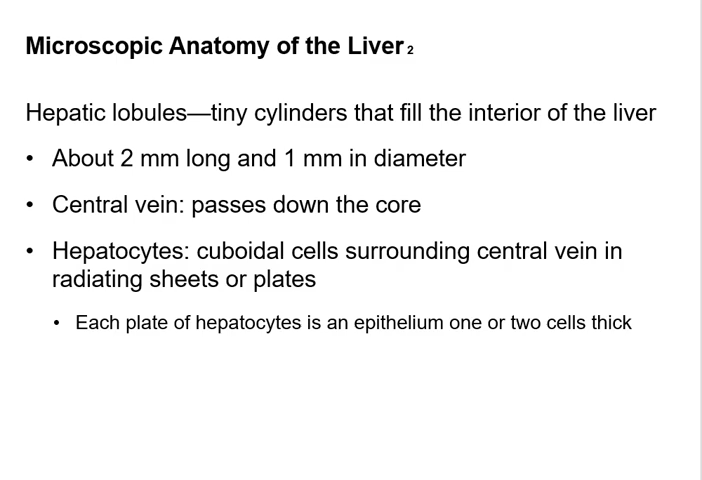 Microscopic Anatomy of the Liver 2
Hepatic lobules—tiny cylinders that fill the interior of the liver
• About 2 mm long and 1 mm in diameter
• Central vein: passes down the core
• Hepatocytes: cuboidal cells surrounding central vein in
radiating sheets or plates
• Each plate of hepatocytes is an epithelium one or two cells thick